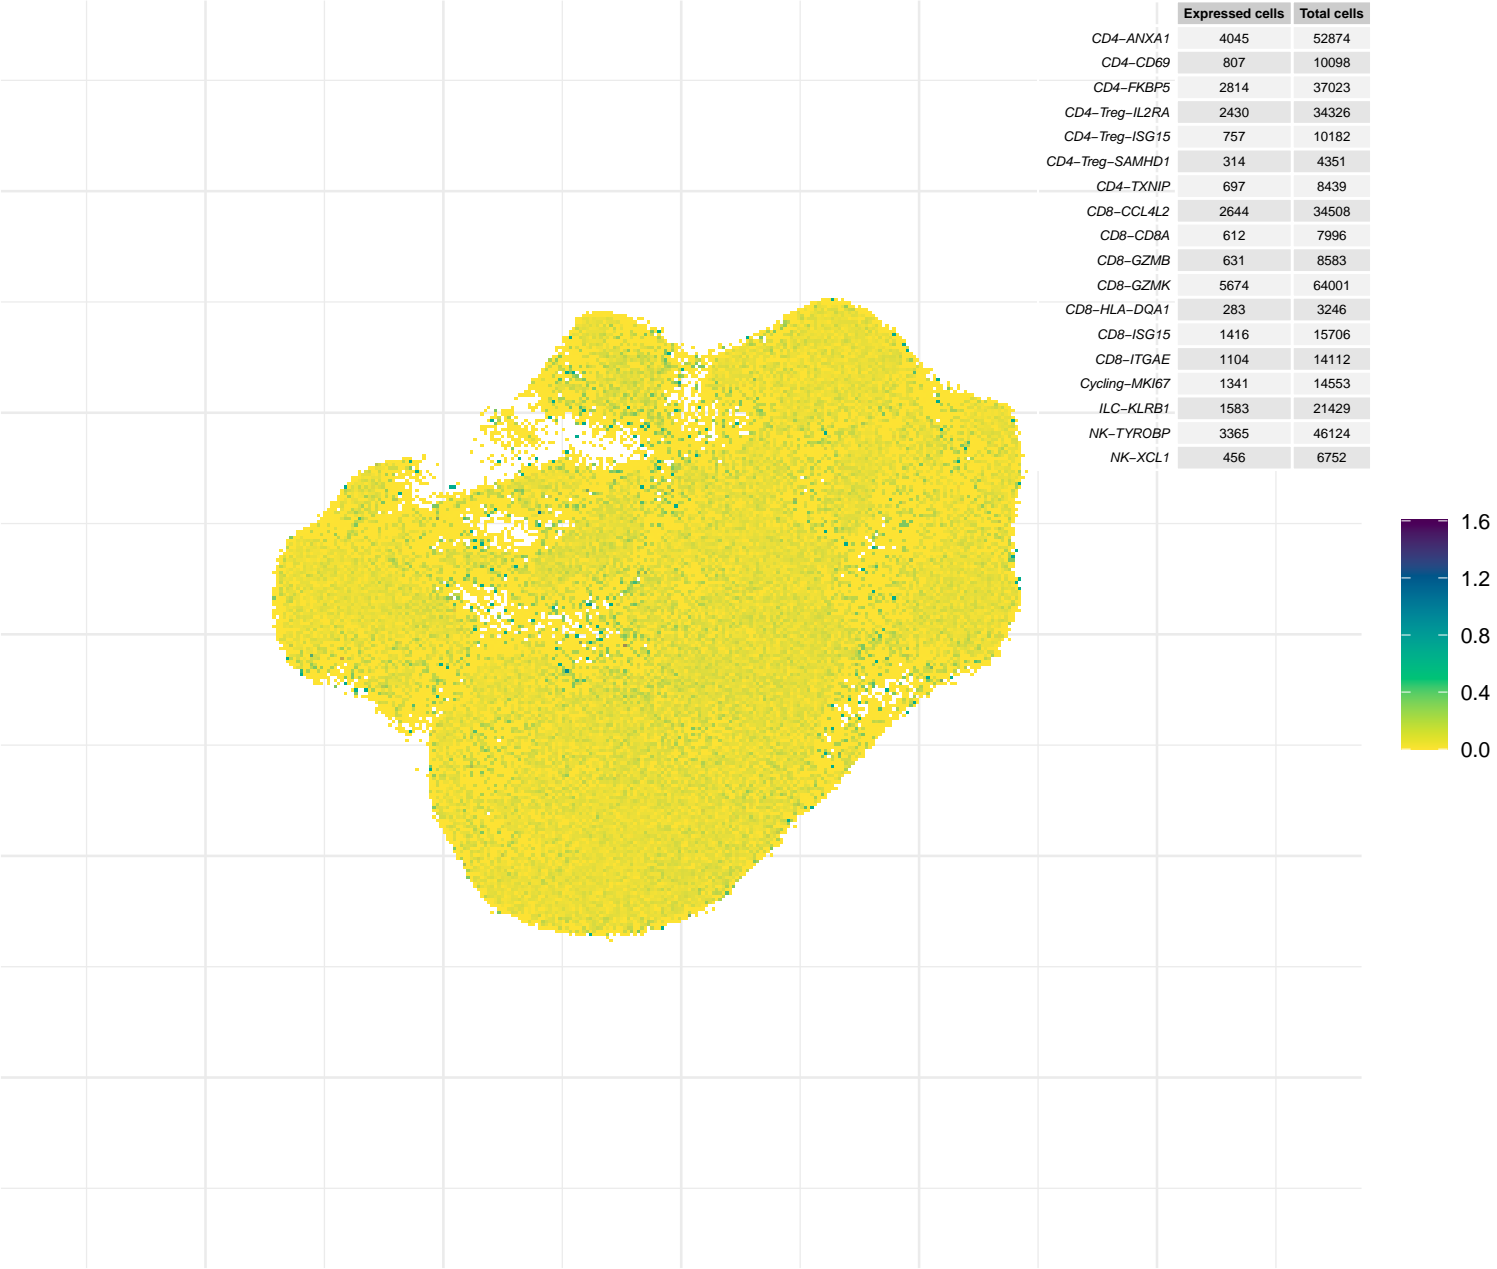 Expressed cells Total cells
CD4−ANXA1 4045 52874
CD4−CD69 807 10098
CD4−FKBP5 2814 37023
CD4−Treg−IL2RA 2430 34326
CD4−Treg−ISG15 757 10182
CD4−Treg−SAMHD1 314 4351
CD4−TXNIP 697 8439
CD8−CCL4L2 2644 34508
CD8−CD8A 612 7996
CD8−GZMB 631 8583
CD8−GZMK 5674 64001
CD8−HLA−DQA1 283 3246
CD8−ISG15 1416 15706
CD8−ITGAE 1104 14112
Cycling−MKI67 1341 14553
ILC−KLRB1 1583 21429
NK−TYROBP 3365 46124
NK−XCL1 456 6752
1.6
1.2
0.8
0.4
0.0